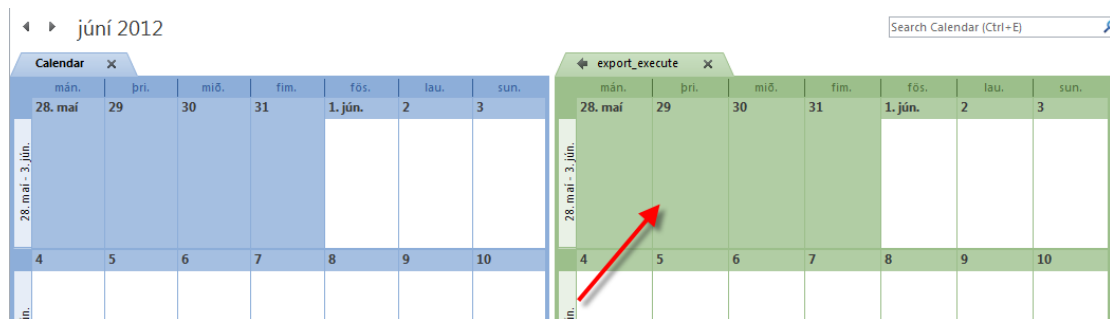 júní 2012
Search Calendar (Ctrl+E)
Calendar
export_execute
mán. þri. mið. fim. fös. lau. sun.
mán. þri. mið. fim. fös. lau. sun.
28. maí 29 30 31 1. jún. 2 3
28. maí 29 30 31 1. jún. 2 3
28. maí - 3. jún.
28. maí - 3. jún.
4 5 6 7 8 9 10
4 5 6 7 8 9 10